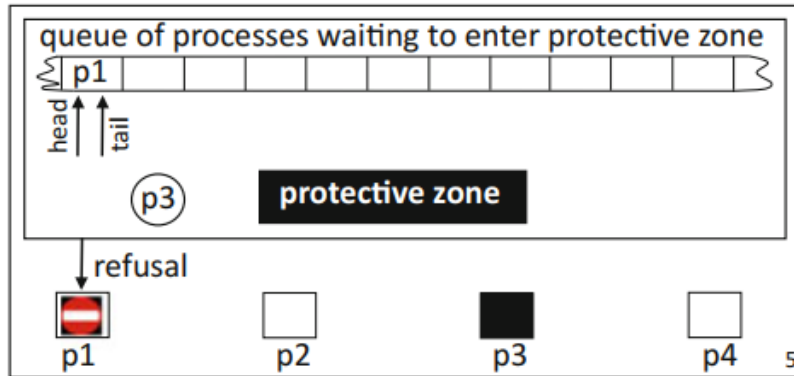 queue of processes waiting to enter protective zone
p1
head
tail
p3
protective zone
refusal
p1 p2 p3 p4
5